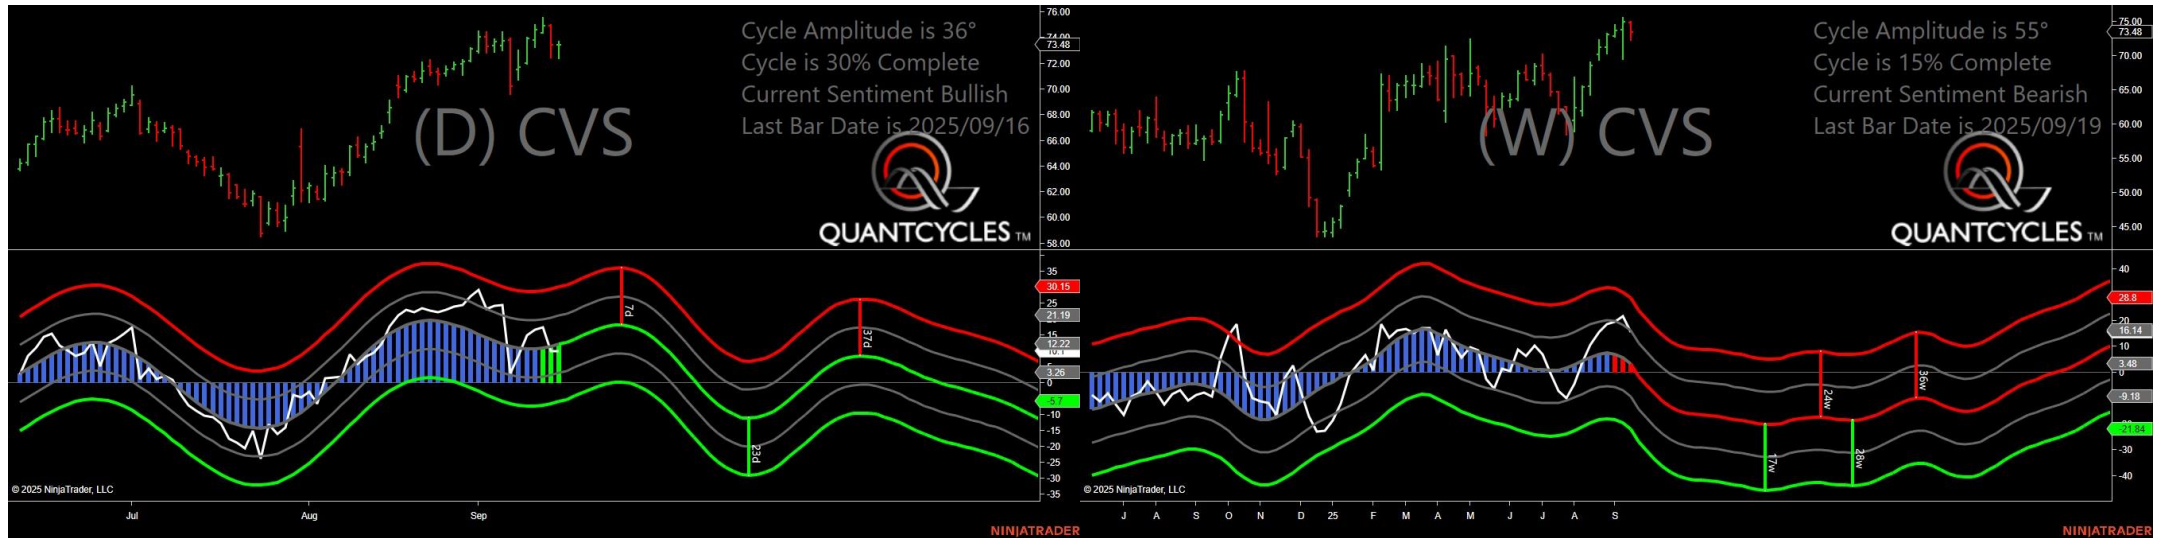 Cycle Amplitude is 36°
Cycle is 30% Complete
Current Sentiment Bullish
Last Bar Date is 2025/09/16
(D) CVS
QUANTCYCLES TM
76.00
74.00
73.48
72.00
70.00
68.00
66.00
64.00
62.00
60.00
58.00
35
30.15
25
21.19
15
12.22
10.1
3.26
0
-5.7
-10
-15
-20
-25
-30
-35
7d
23d
37d
© 2025 NinjaTrader, LLC
Jul Aug Sep
NINJATRADER
Cycle Amplitude is 55°
Cycle is 15% Complete
Current Sentiment Bearish
Last Bar Date is 2025/09/19
(W) CVS
QUANTCYCLES TM
75.00
73.48
70.00
65.00
60.00
55.00
50.00
45.00
40
28.8
20
16.14
10
3.48
0
-9.18
-21.84
-30
-40
17w
24w
28w
36w
© 2025 NinjaTrader, LLC
J A S O N D 25 F M A M J J A S
NINJATRADER